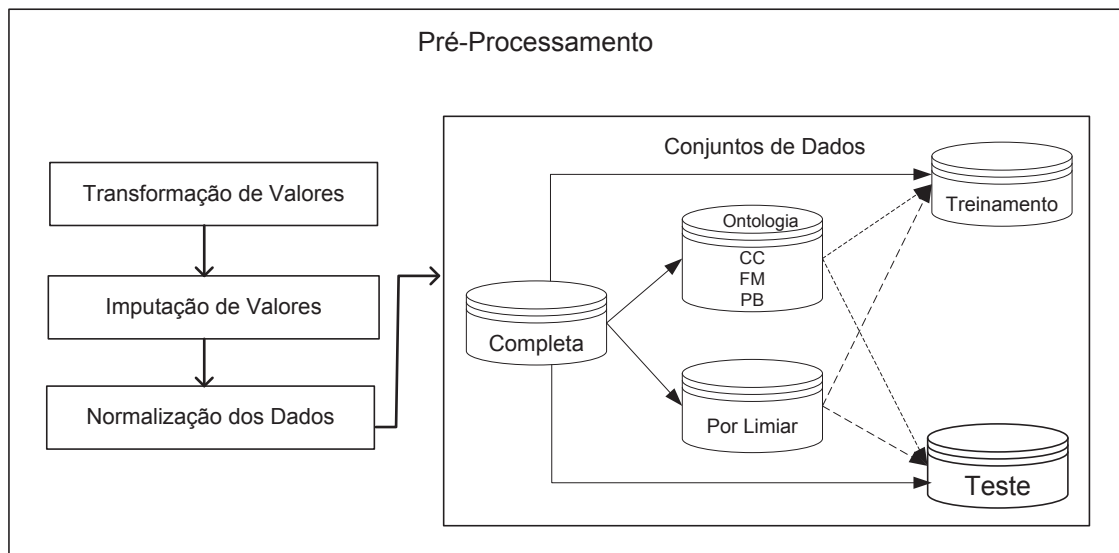 Pré-Processamento
Transformação de Valores
Imputação de Valores
Normalização dos Dados
Conjuntos de Dados
Completa
Ontologia
CC
FM
PB
Por Limiar
Treinamento
Teste